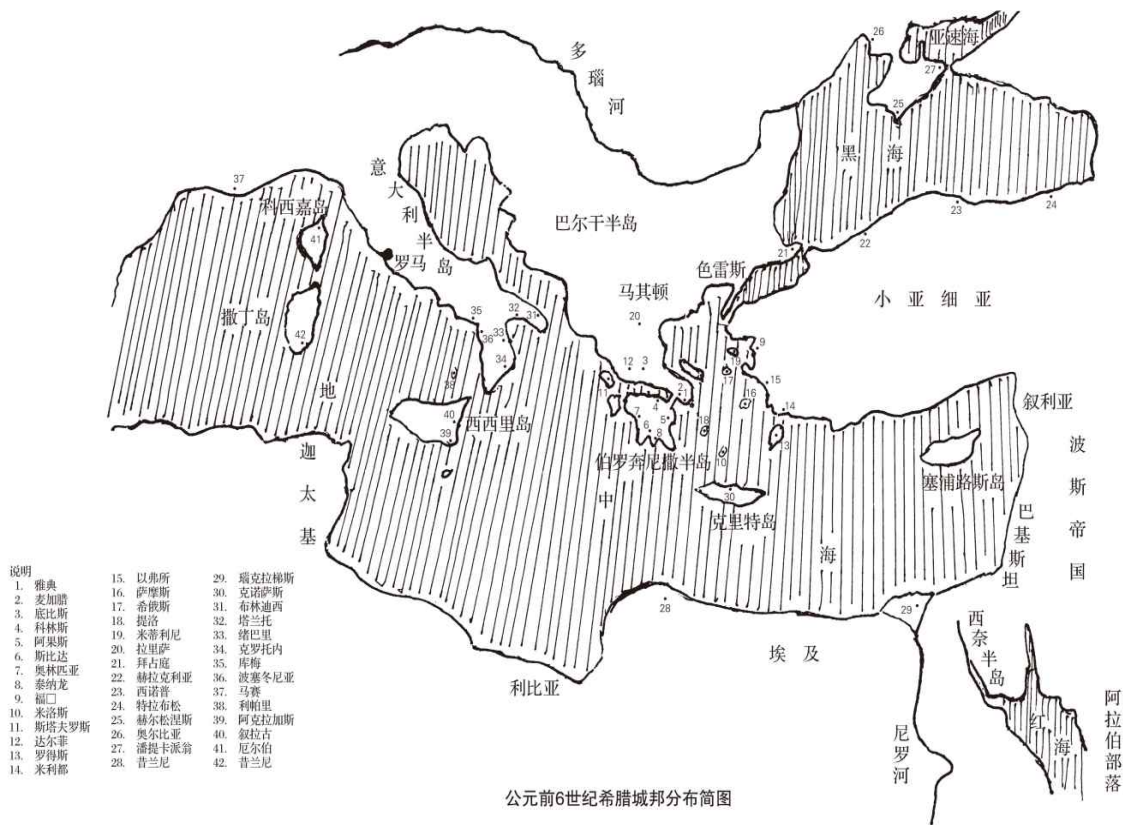 多瑙河
26
亚速海
27
25
黑海
37
意大利半岛
科西嘉岛
41
巴尔干半岛
23
24
22
21
罗马
色雷斯
马其顿
小亚细亚
撒丁岛
42
35
32
31
36
33
34
20
12
3
9
19
17
15
16
14
38
11
2
1
地
40
39
西西里岛
4
7
5
6
8
18
13
10
叙利亚
塞浦路斯岛
波斯帝国
伯罗奔尼撒半岛
迦太基
中
30
克里特岛
海
巴基斯坦
28
29
西奈半岛
埃及
利比亚
红海
尼罗河
阿拉伯部落
说明
1. 雅典
2. 麦加腊
3. 底比斯
4. 科林斯
5. 阿果斯
6. 斯比达
7. 奥林匹亚
8. 泰纳龙
9. 福□
10. 米洛斯
11. 斯塔夫罗斯
12. 达尔菲
13. 罗得斯
14. 米利都
15. 以弗所
16. 萨摩斯
17. 希俄斯
18. 提洛
19. 米蒂利尼
20. 拉里萨
21. 拜占庭
22. 赫拉克利亚
23. 西诺普
24. 特拉布松
25. 赫尔松涅斯
26. 奥尔比亚
27. 潘提卡派翁
28. 昔兰尼
29. 瑙克拉梯斯
30. 克诺萨斯
31. 布林迪西
32. 塔兰托
33. 绪巴里
34. 克罗托内
35. 库梅
36. 波塞冬尼亚
37. 马赛
38. 利帕里
39. 阿克拉加斯
40. 叙拉古
41. 厄尔伯
42. 昔兰尼
公元前6世纪希腊城邦分布简图